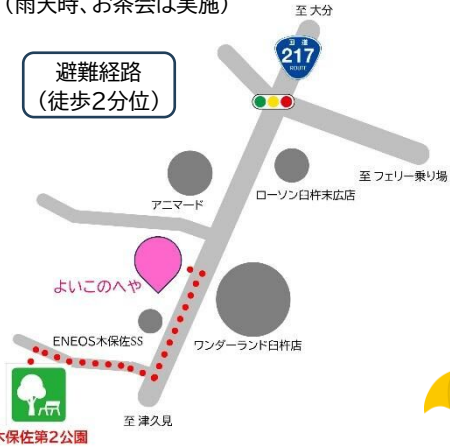 （雨天時、お茶会は実施）
至 大分
避難経路
（徒歩2分位）
国道
217
ROUTE
至 フェリー乗り場
アニマード
ローソン臼杵末広店
よいこのへや
ENEOS木保佐SS
ワンダーランド臼杵店
至 津久見
木保佐第2公園